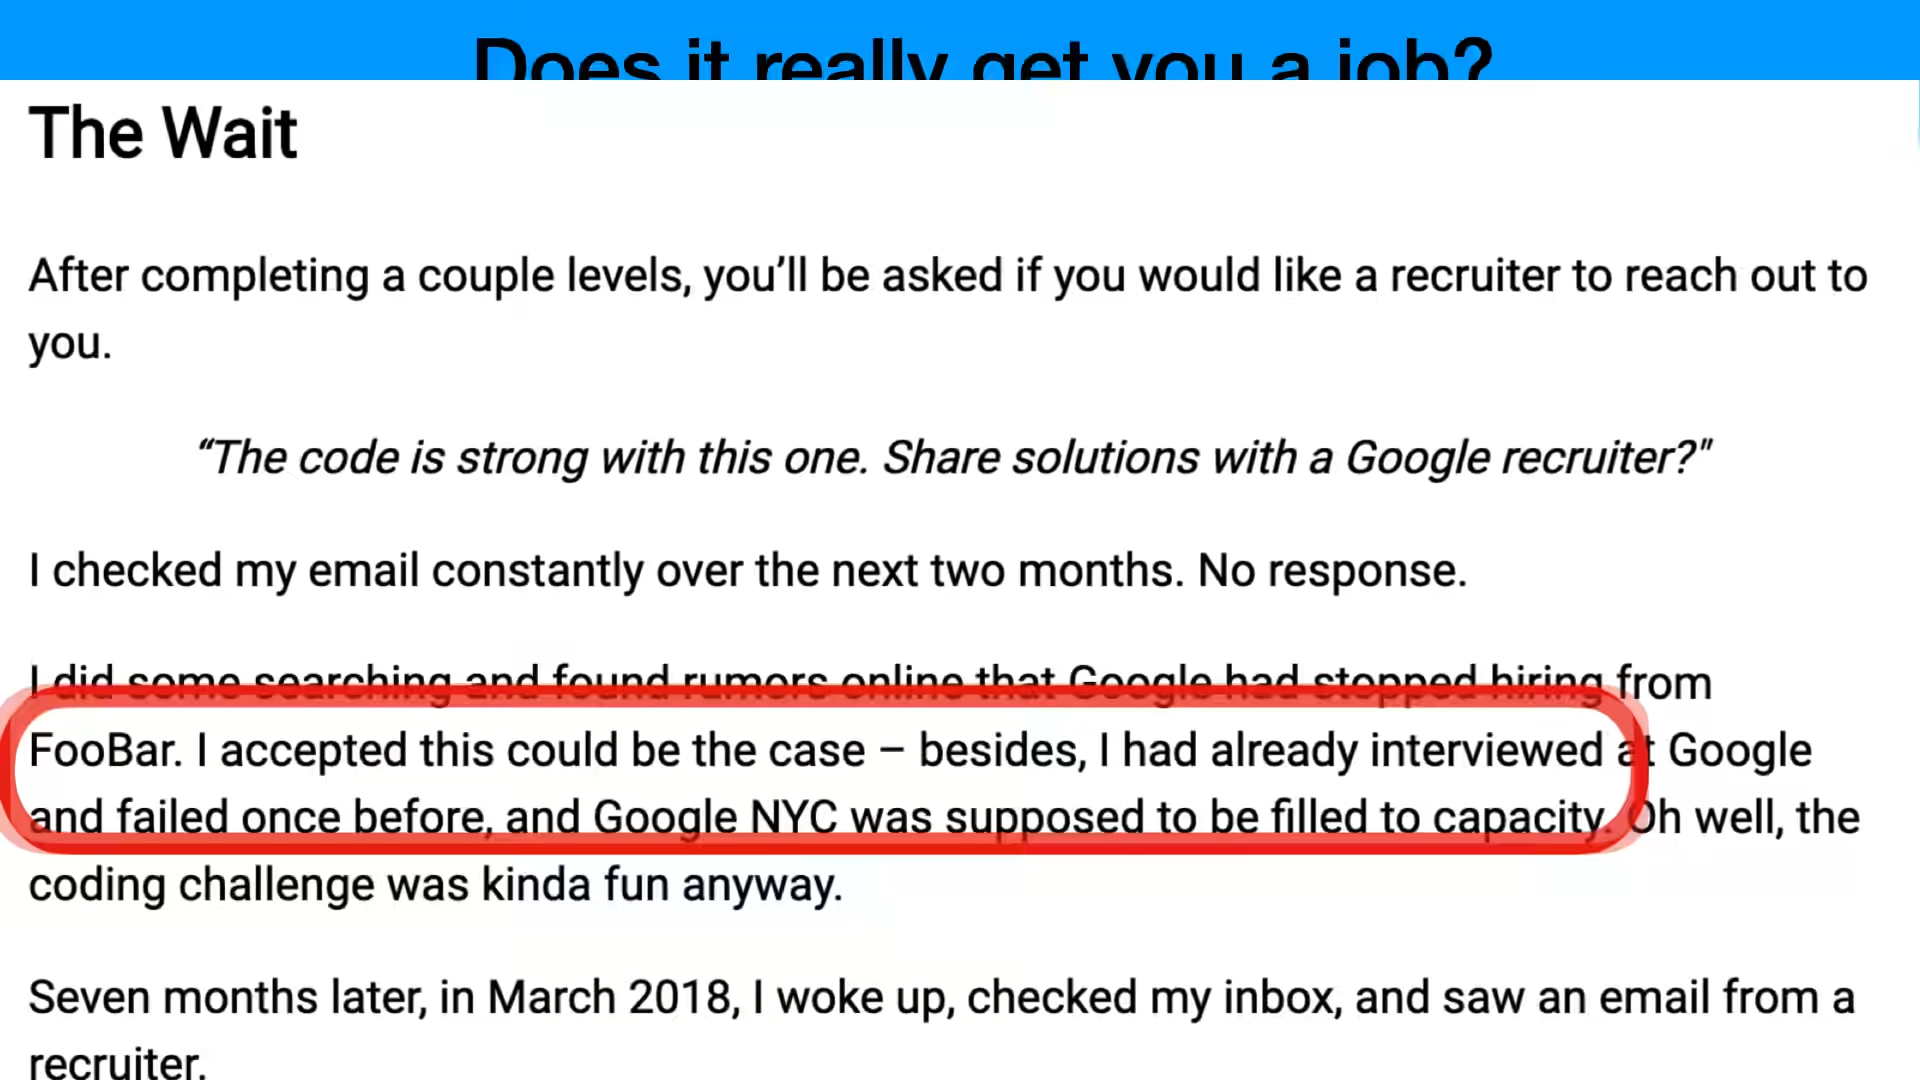 Does it really get you a job?
The Wait
After completing a couple levels, you’ll be asked if you would like a recruiter to reach out to
you.
“The code is strong with this one. Share solutions with a Google recruiter?"
I checked my email constantly over the next two months. No response.
I did some searching and found rumors online that Google had stopped hiring from
FooBar. I accepted this could be the case – besides, I had already interviewed at Google
and failed once before, and Google NYC was supposed to be filled to capacity. Oh well, the
coding challenge was kinda fun anyway.
Seven months later, in March 2018, I woke up, checked my inbox, and saw an email from a
recruiter.